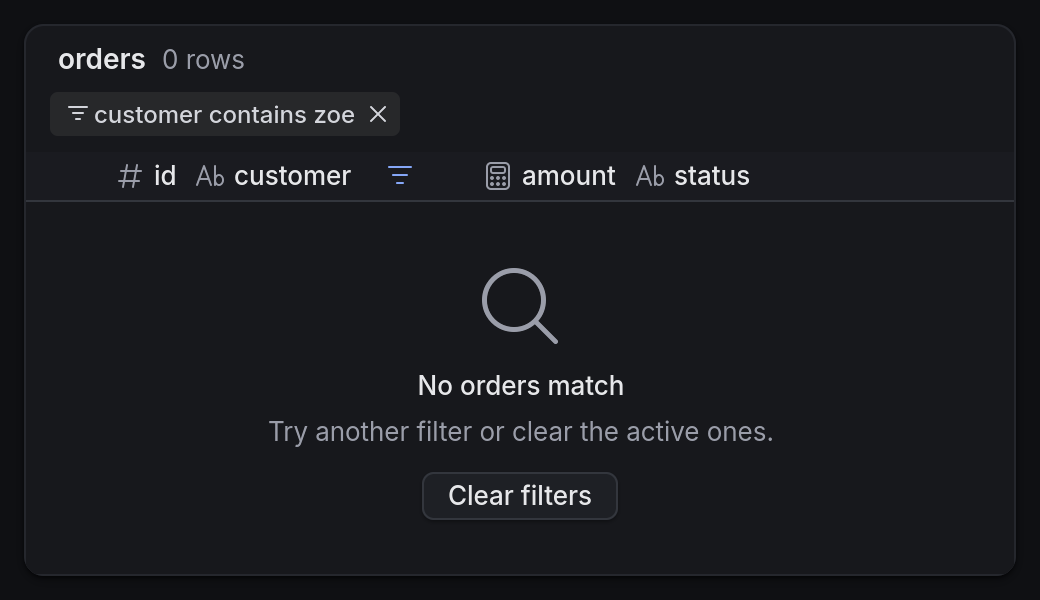 orders 0 rows
customer contains zoe
id Ab customer amount Ab status
No orders match
Try another filter or clear the active ones.
Clear filters